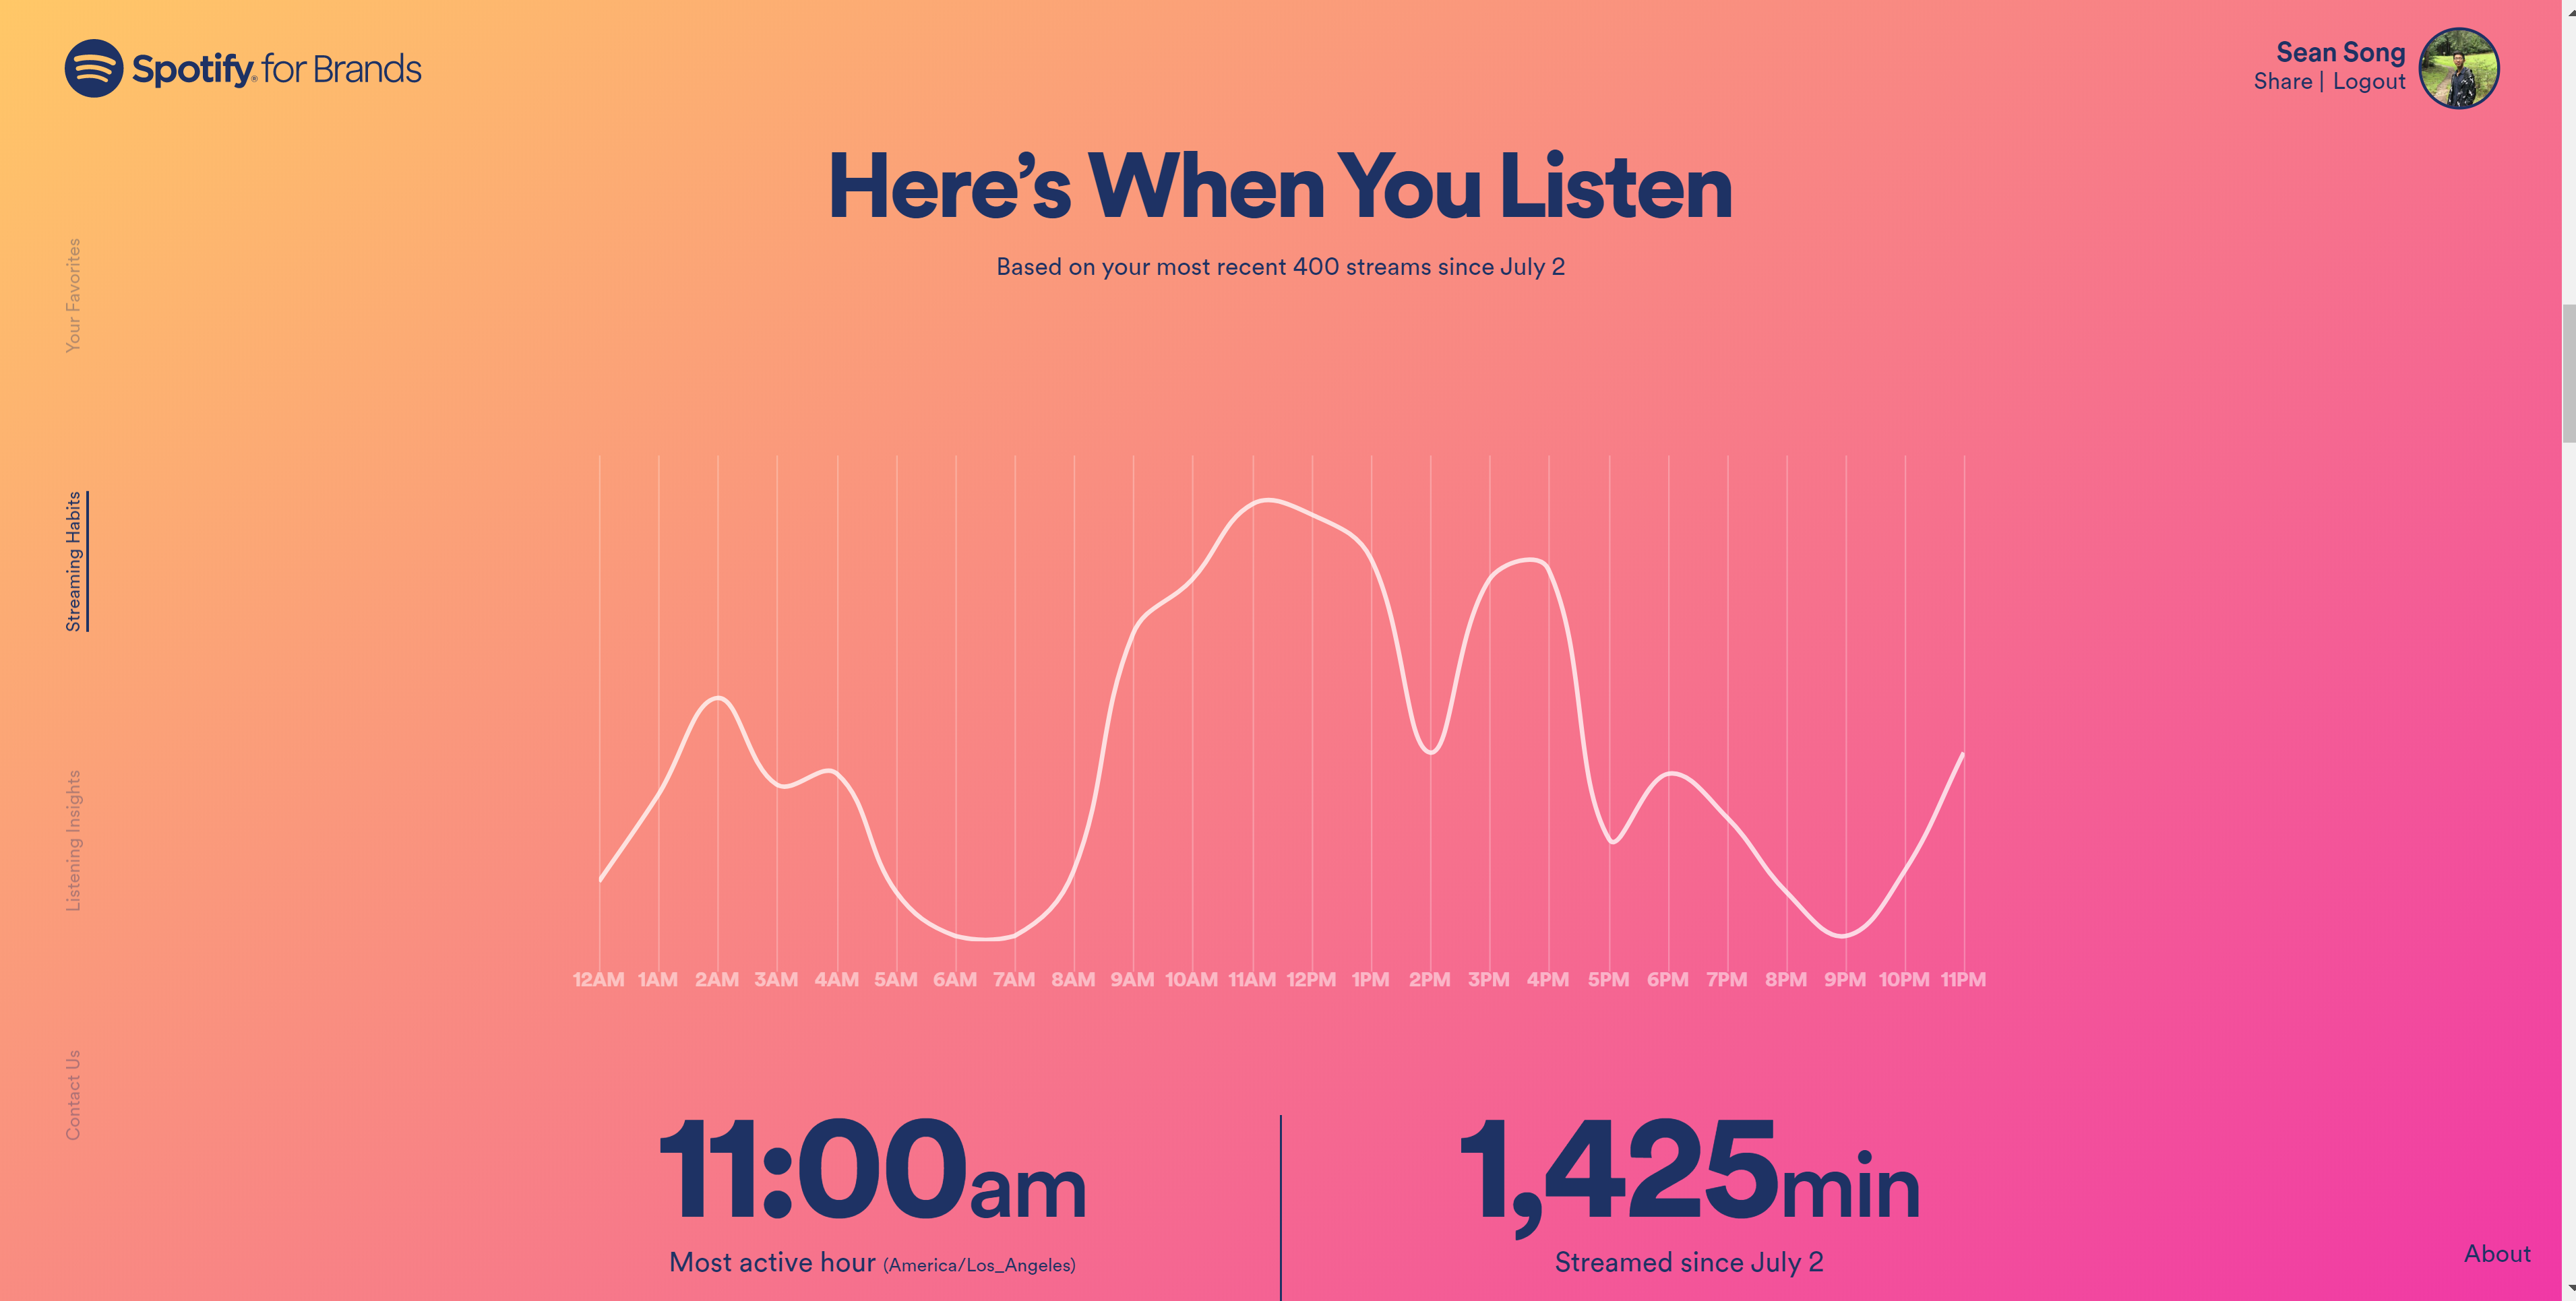 Spotify® for Brands
Sean Song
Share | Logout
Here’s When You Listen
Based on your most recent 400 streams since July 2
Your Favorites
Streaming Habits
Listening Insights
Contact Us
12AM 1AM 2AM 3AM 4AM 5AM 6AM 7AM 8AM 9AM 10AM 11AM 12PM 1PM 2PM 3PM 4PM 5PM 6PM 7PM 8PM 9PM 10PM 11PM
11:00am
Most active hour (America/Los_Angeles)
1,425min
Streamed since July 2
About